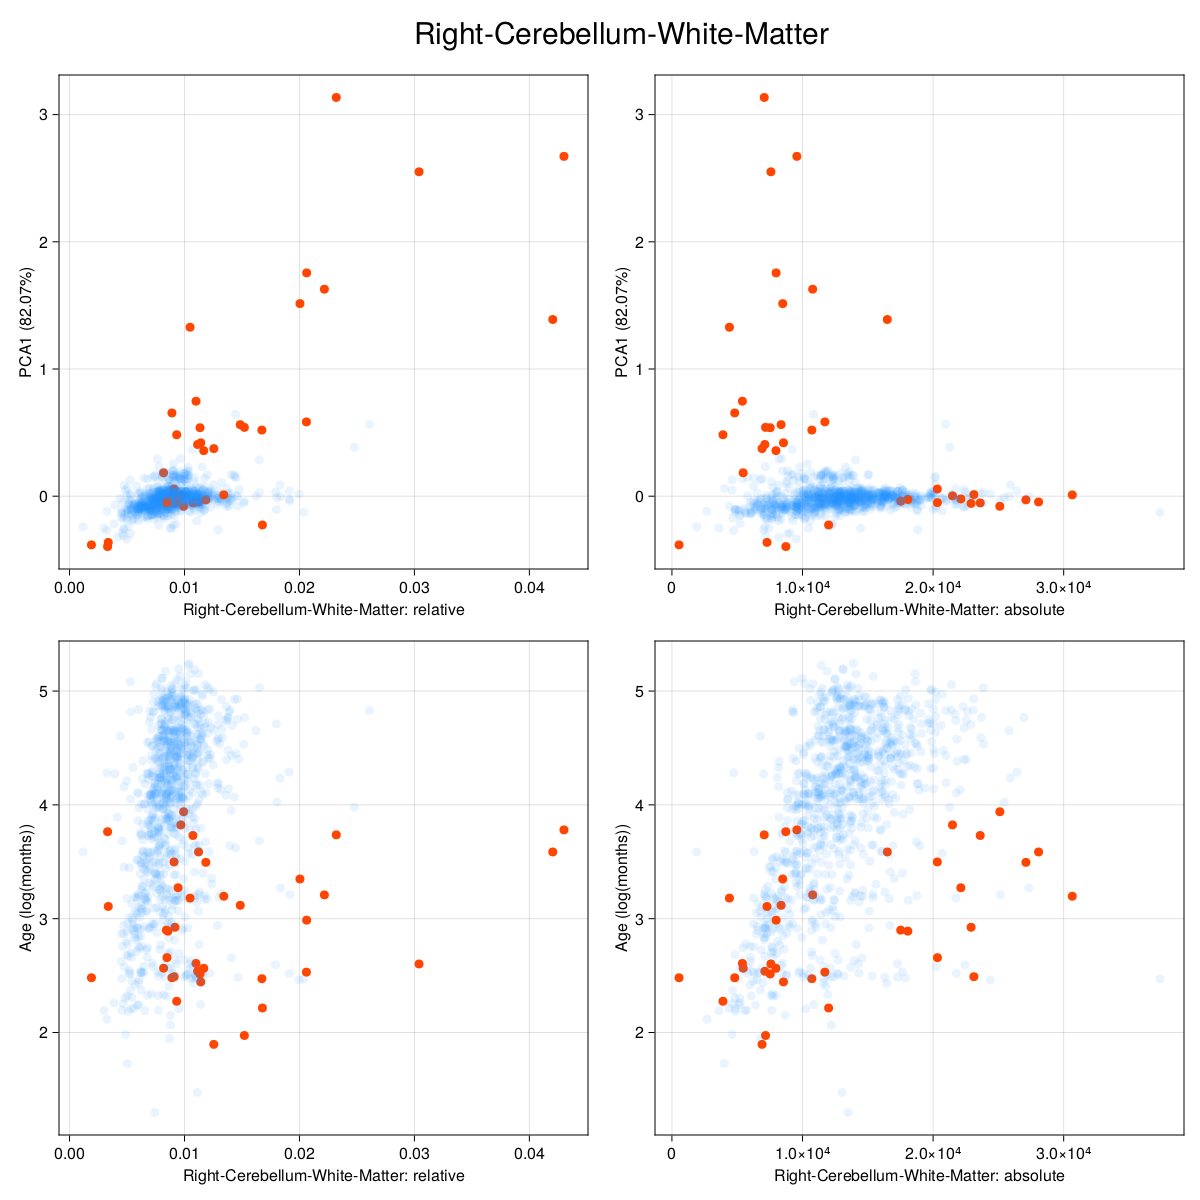 Right-Cerebellum-White-Matter
3
2
1
0
PCA1 (82.07%)
0.00 0.01 0.02 0.03 0.04
Right-Cerebellum-White-Matter: relative
3
2
1
0
PCA1 (82.07%)
0 1.0×10⁴ 2.0×10⁴ 3.0×10⁴
Right-Cerebellum-White-Matter: absolute
5
4
3
2
Age (log(months))
0.00 0.01 0.02 0.03 0.04
Right-Cerebellum-White-Matter: relative
5
4
3
2
Age (log(months))
0 1.0×10⁴ 2.0×10⁴ 3.0×10⁴
Right-Cerebellum-White-Matter: absolute